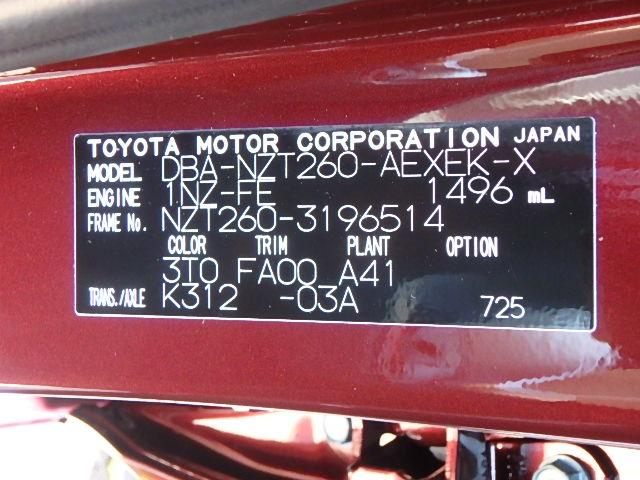 TOYOTA MOTOR CORPORATION JAPAN
MODEL DBA-NZT260-AEXEK-X
ENGINE 1NZ-FE 1496 mL
FRAME No. NZT260-3196514
COLOR TRIM PLANT OPTION
3T0 FA00 A41
TRANS./AXLE K312 -03A 725